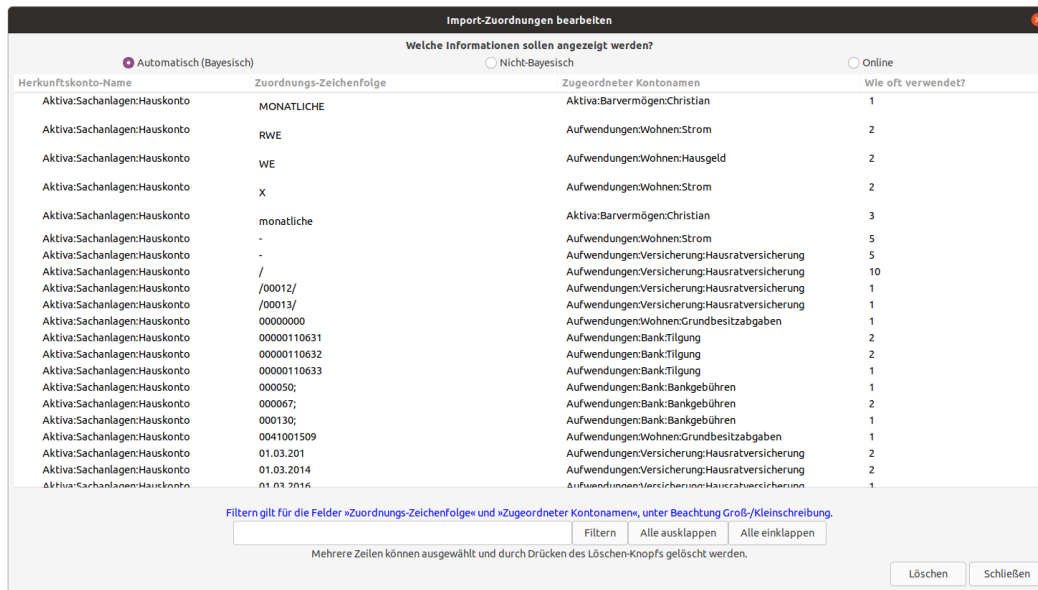 Import-Zuordnungen bearbeiten
Welche Informationen sollen angezeigt werden?
Automatisch (Bayesisch) Nicht-Bayesisch Online
Herkunftskonto-Name Zuordnungs-Zeichenfolge Zugeordneter Kontonamen Wie oft verwendet?
Aktiva:Sachanlagen:Hauskonto MONATLICHE Aktiva:Barvermögen:Christian 1
Aktiva:Sachanlagen:Hauskonto RWE Aufwendungen:Wohnen:Strom 2
Aktiva:Sachanlagen:Hauskonto WE Aufwendungen:Wohnen:Hausgeld 2
Aktiva:Sachanlagen:Hauskonto X Aufwendungen:Wohnen:Strom 2
Aktiva:Sachanlagen:Hauskonto monatliche Aktiva:Barvermögen:Christian 3
Aktiva:Sachanlagen:Hauskonto - Aufwendungen:Wohnen:Strom 5
Aktiva:Sachanlagen:Hauskonto - Aufwendungen:Versicherung:Hausratversicherung 5
Aktiva:Sachanlagen:Hauskonto / Aufwendungen:Versicherung:Hausratversicherung 10
Aktiva:Sachanlagen:Hauskonto /00012/ Aufwendungen:Versicherung:Hausratversicherung 1
Aktiva:Sachanlagen:Hauskonto /00013/ Aufwendungen:Versicherung:Hausratversicherung 1
Aktiva:Sachanlagen:Hauskonto 00000000 Aufwendungen:Wohnen:Grundbesitzabgaben 1
Aktiva:Sachanlagen:Hauskonto 00000110631 Aufwendungen:Bank:Tilgung 2
Aktiva:Sachanlagen:Hauskonto 00000110632 Aufwendungen:Bank:Tilgung 2
Aktiva:Sachanlagen:Hauskonto 00000110633 Aufwendungen:Bank:Tilgung 1
Aktiva:Sachanlagen:Hauskonto 000050; Aufwendungen:Bank:Bankgebühren 1
Aktiva:Sachanlagen:Hauskonto 000067; Aufwendungen:Bank:Bankgebühren 2
Aktiva:Sachanlagen:Hauskonto 000130; Aufwendungen:Bank:Bankgebühren 1
Aktiva:Sachanlagen:Hauskonto 0041001509 Aufwendungen:Wohnen:Grundbesitzabgaben 1
Aktiva:Sachanlagen:Hauskonto 01.03.201 Aufwendungen:Versicherung:Hausratversicherung 2
Aktiva:Sachanlagen:Hauskonto 01.03.2014 Aufwendungen:Versicherung:Hausratversicherung 2
Aktiva:Sachanlagen:Hauskonto 01.03.2016 Aufwendungen:Versicherung:Hausratversicherung 1
Filtern gilt für die Felder »Zuordnungs-Zeichenfolge« und »Zugeordneter Kontonamen«, unter Beachtung Groß-/Kleinschreibung.
Filtern Alle ausklappen Alle einklappen
Mehrere Zeilen können ausgewählt und durch Drücken des Löschen-Knopfs gelöscht werden.
Löschen Schließen